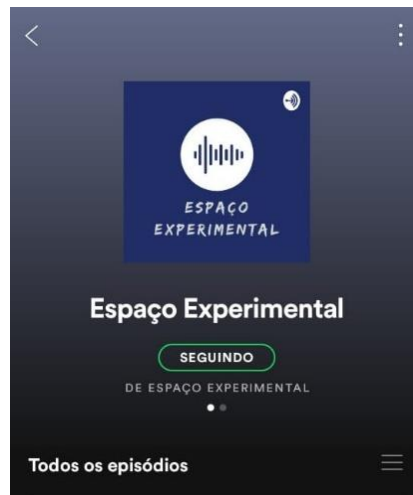 ESPAÇO
EXPERIMENTAL
Espaço Experimental
SEGUINDO
DE ESPAÇO EXPERIMENTAL
Todos os episódios